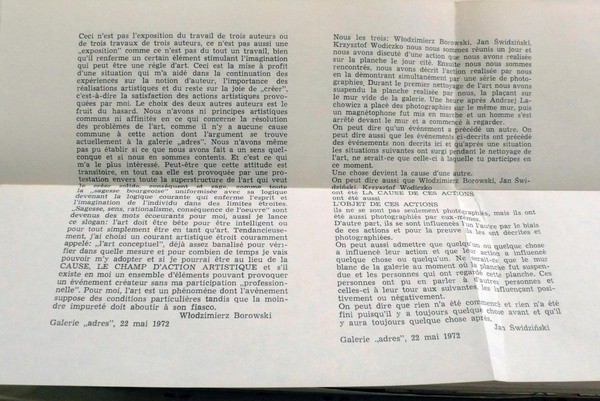 Ceci n'est pas l'exposition du travail de trois auteurs ou
de trois travaux de trois auteurs, ce n'est pas aussi une
„exposition" comme ce n'est pas du tout un travail, bien
qu'il renferme un certain élément stimulant l'imagination
qui peut être une règle d'art. Ceci est la mise à profit
d'une situation qui m'a aidé dans la continuation des
expériences sur la notion d'auteur, l'importance des
réalisations artistiques et du reste sur la joie de „créer",
c'est-à-dire la satisfaction des actions artistiques provo-
quées par moi. Le choix des deux autres auteurs est le
fruit du hasard. Nous n'avons ni principes artistiques
communs ni affinités en ce qui concerne la résolution
des problèmes de l'art, comme il n'y a aucune cause
commune à cette action dont l'argument se trouve
actuellement à la galerie „adres". Nous n'avons même
pas pu établir si ce que nous avons fait a un sens quel-
conque et si nous en sommes contents. Et c'est ce qui
m'a le plus intéressé. Peut-être que cette attitude est
transitoire, en tout cas elle est provoquée par une pro-
testation envers toute la superstructure de l'art qui veut
le créer solide, conséquent et sage, comme toute
la „sagesse bourgeoise" uniformisée avec sa logique
devenant la logique courante qui enferme l'esprit et
l'imagination de l'individu dans des limites étroites.
„Sagesse, sens, rationalisme, conséquence de l'oeuvre" sont
devenus des mots écoeurants pour moi, aussi je lance
ce slogan: l'art doit être bête pour être intelligent ou
pour tout simplement être en tant qu'art. Tendancieuse-
ment, j'ai choisi un courant artistique étroit couramment
appelé: „l'art conceptuel", déjà assez banalisé pour véri-
fier dans quelle mesure et pour combien de temps je vais
pouvoir m'y adopter et si je pourrai être au lieu de la
CAUSE, LE CHAMP D'ACTION ARTISTIQUE et s'il
existe en moi un ensemble d'éléments pouvant provoquer
un événement créateur sans ma participation „profession-
nelle". Pour moi, l'art est un phénomène dont l'avènement
suppose des conditions particulières tandis que la moin-
dre impureté doit aboutir à son fiasco.
Włodzimierz Borowski
Galerie „adres", 22 mai 1972
Nous les trois: Włodzimierz Borowski, Jan Świdziński,
Krzysztof Wodiczko nous nous sommes réunis un jour et
nous avons discuté d'une action que nous avons réalisée
sur la planche le jour cité. Ensuite nous nous sommes
rencontrés, nous avons décrit l'action réalisée par nous
en la démontrant simultanément par une série de photo-
graphies. Durant le premier nettoyage de l'art nous avons
suspendu la planche réalisée par nous, la plaçant sur
le mur vide de la galerie. Une heure après Andrzej La-
chowicz a placé des photographies sur le même mur, puis
un magnétophone fut mis en marche et un homme s'est
arrêté devant le mur et a commencé à regarder.
On peut dire qu'un événement a précédé un autre. On
peut dire aussi que les événements ci-décrits ont précédé
des événements non decrits ici et qu'après une situation
les situations suivantes ont surgi pendant le nettoyage de
l'art, ne serait-ce que celle-ci à laquelle tu participes en
ce moment.
Une chose devient la cause d'une autre.
On peut dire aussi que Włodzimierz Borowski, Jan Świ-
dziński, Krzysztof Wodiczko
ont été LA CAUSE DE CES ACTIONS
ont été aussi
L'OBJET DE CES ACTIONS
ils ne se sont pas seulement photographiés, mais ils ont
été aussi photographiés par eux-mêmes.
D'autre part, ils se sont influencés l'un l'autre par le biais
de ces actions et pour la preuve ils les ont décrites et
photographiées.
On peut aussi admettre que quelqu'un ou quelque chose
a influencé leur action et que leur action a influencé
quelque chose ou quelqu'un. Ne serait-ce que le mur
blanc de la galerie au moment où la planche fut suspen-
due et les personnes qui ont regardé cette planche. Ces
personnes ont pu en parler à d'autres personnes et
celles-ci à leur tour aux suivantes, les influençant posi-
tivement ou négativement.
On peut dire que rien n'a été commencé et rien n'a été
fini puisqu'il y a toujours quelque chose avant et qu'il
y aura toujours quelque chose après.
Jan Świdziński
Galerie „adres", 22 mai 1972